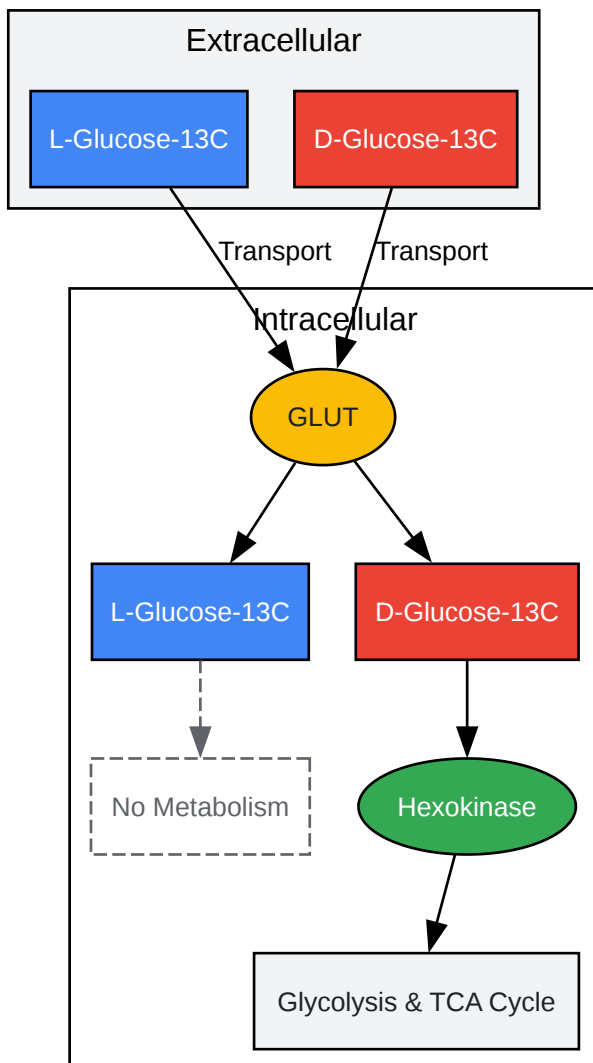 Extracellular
L-Glucose-13C
D-Glucose-13C
Transport
Transport
Intracellular
GLUT
L-Glucose-13C
D-Glucose-13C
No Metabolism
Hexokinase
Glycolysis & TCA Cycle